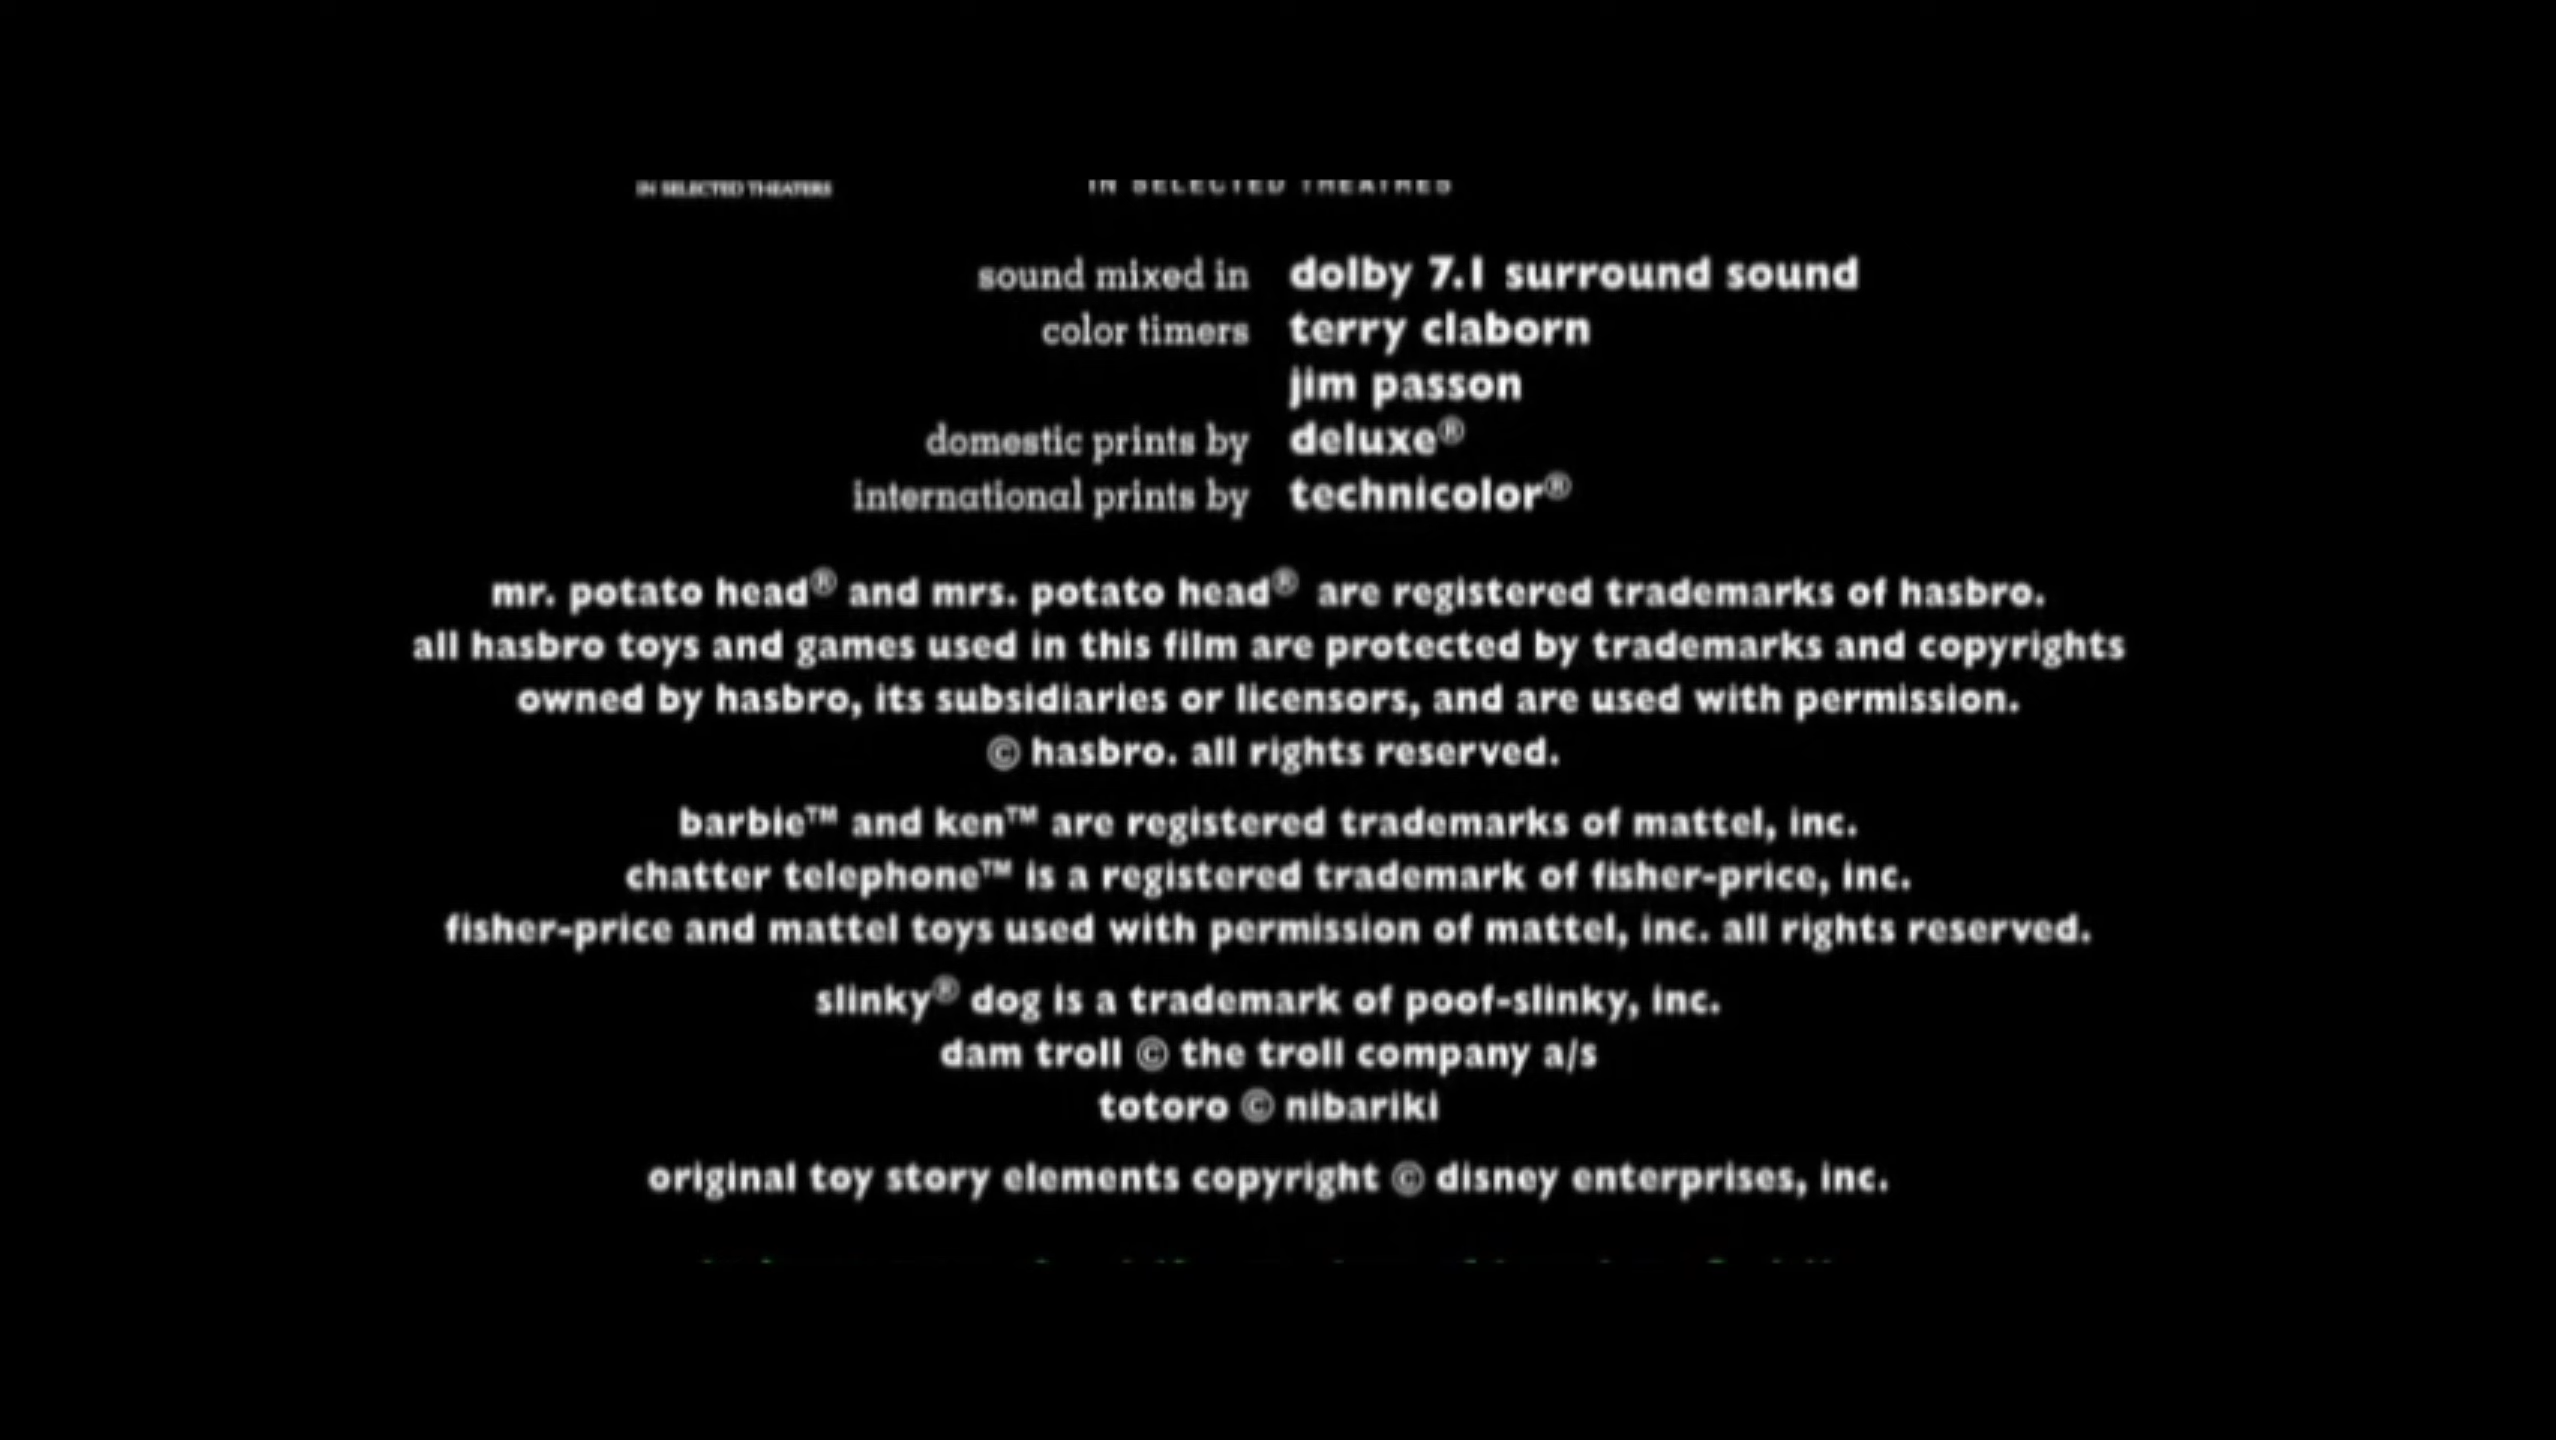 IN SELECTED THEATERS IN SELECTED THEATRES
sound mixed in dolby 7.1 surround sound
color timers terry claborn
jim passon
domestic prints by deluxe®
international prints by technicolor®
mr. potato head® and mrs. potato head® are registered trademarks of hasbro.
all hasbro toys and games used in this film are protected by trademarks and copyrights
owned by hasbro, its subsidiaries or licensors, and are used with permission.
© hasbro. all rights reserved.
barbie™ and ken™ are registered trademarks of mattel, inc.
chatter telephone™ is a registered trademark of fisher-price, inc.
fisher-price and mattel toys used with permission of mattel, inc. all rights reserved.
slinky® dog is a trademark of poof-slinky, inc.
dam troll © the troll company a/s
totoro © nibariki
original toy story elements copyright © disney enterprises, inc.